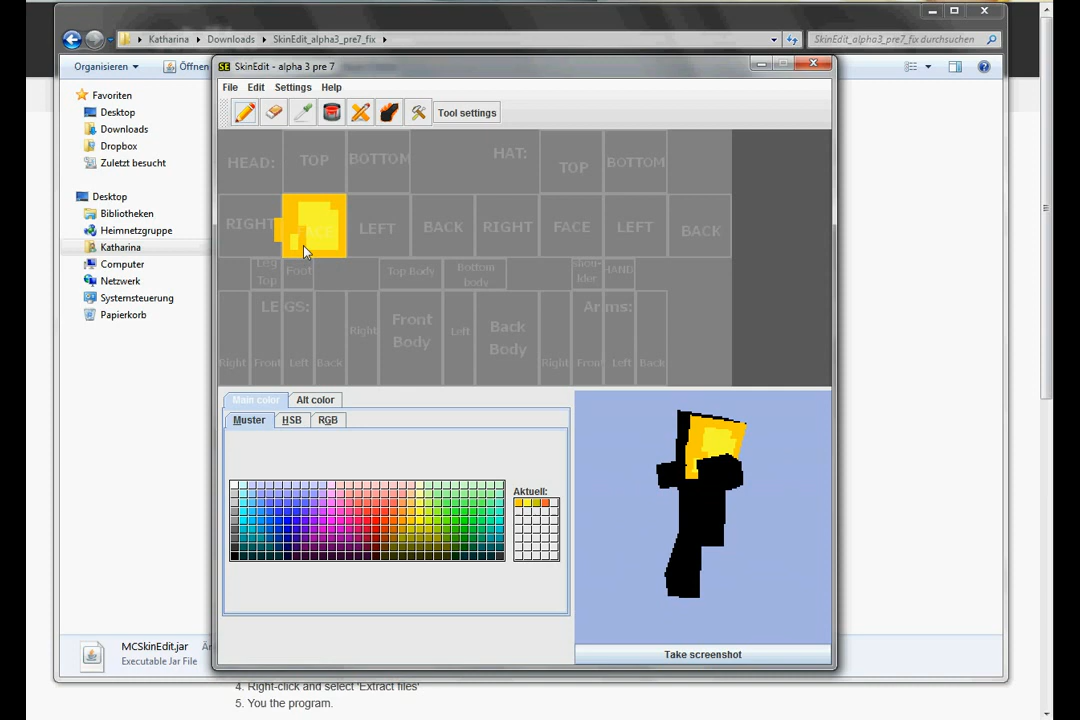 Katharina Downloads SkinEdit_alpha3_pre7_fix
SkinEdit_alpha3_pre7_fix durchsuchen
Organisieren
Öffnen
Favoriten
Desktop
Downloads
Dropbox
Zuletzt besucht
Desktop
Bibliotheken
Heimnetzgruppe
Katharina
Computer
Netzwerk
Systemsteuerung
Papierkorb
SE SkinEdit - alpha 3 pre 7
File Edit Settings Help
Tool settings
HEAD: TOP BOTTOM HAT: TOP BOTTOM
RIGHT FACE LEFT BACK RIGHT FACE LEFT BACK
Leg Top Foot Top Body Bottom body shoulder HAND
LEGS: Arms:
Right Front Body Left Back Body
Right Front Left Back Right Front Left Back
Main color Alt color
Muster HSB RGB
Aktuell:
Take screenshot
MCSkinEdit.jar
Executable Jar File
4. Right-click and select 'Extract files'
5. You the program.